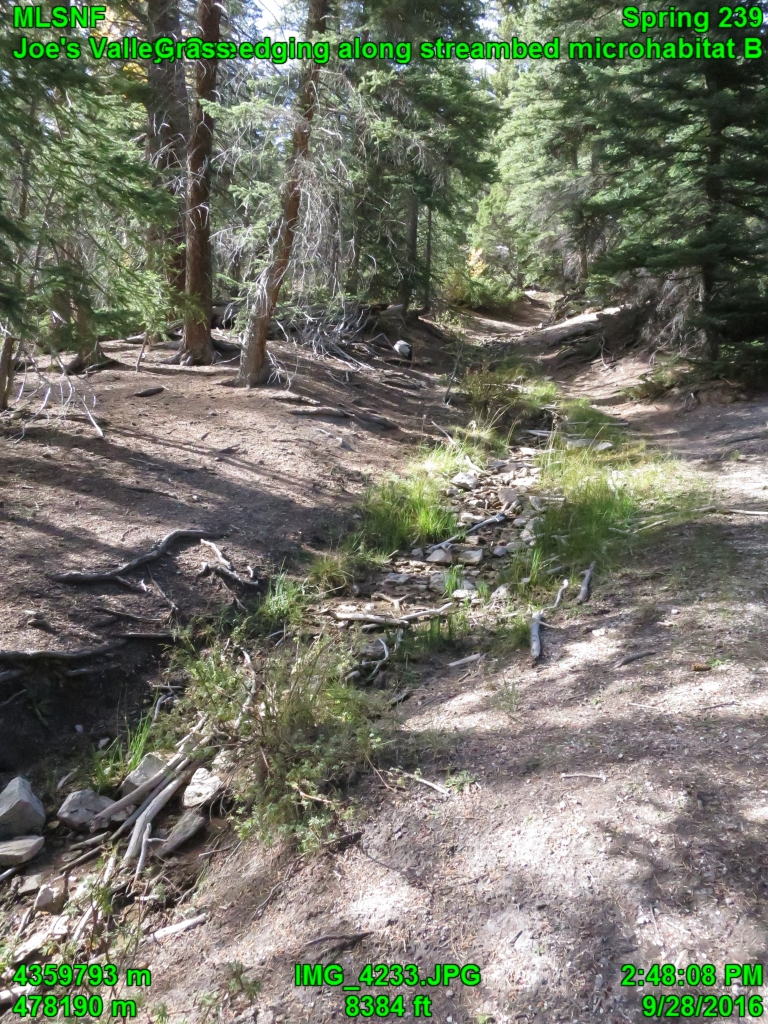 MLSNF
Spring 239
Joe's Valley
Grass edging along streambed microhabitat B
4359793 m
IMG_4233.JPG
2:48:08 PM
478190 m
8384 ft
9/28/2016